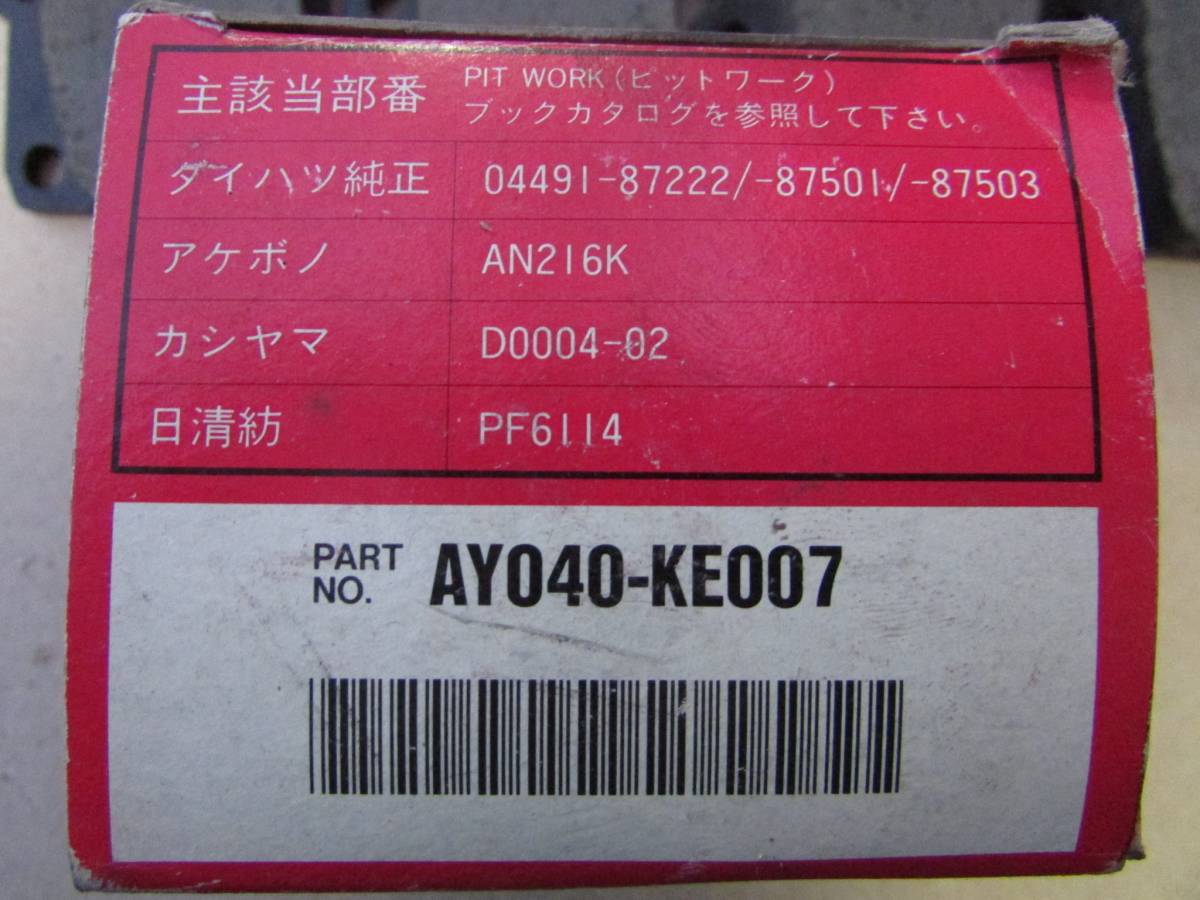 主該当部番 PIT WORK(ピットワーク)
ブックカタログを参照して下さい。
ダイハツ純正 04491-87222/-87501/-87503
アケボノ AN216K
カシヤマ D0004-02
日清紡 PF6114
PART NO. AY040-KE007